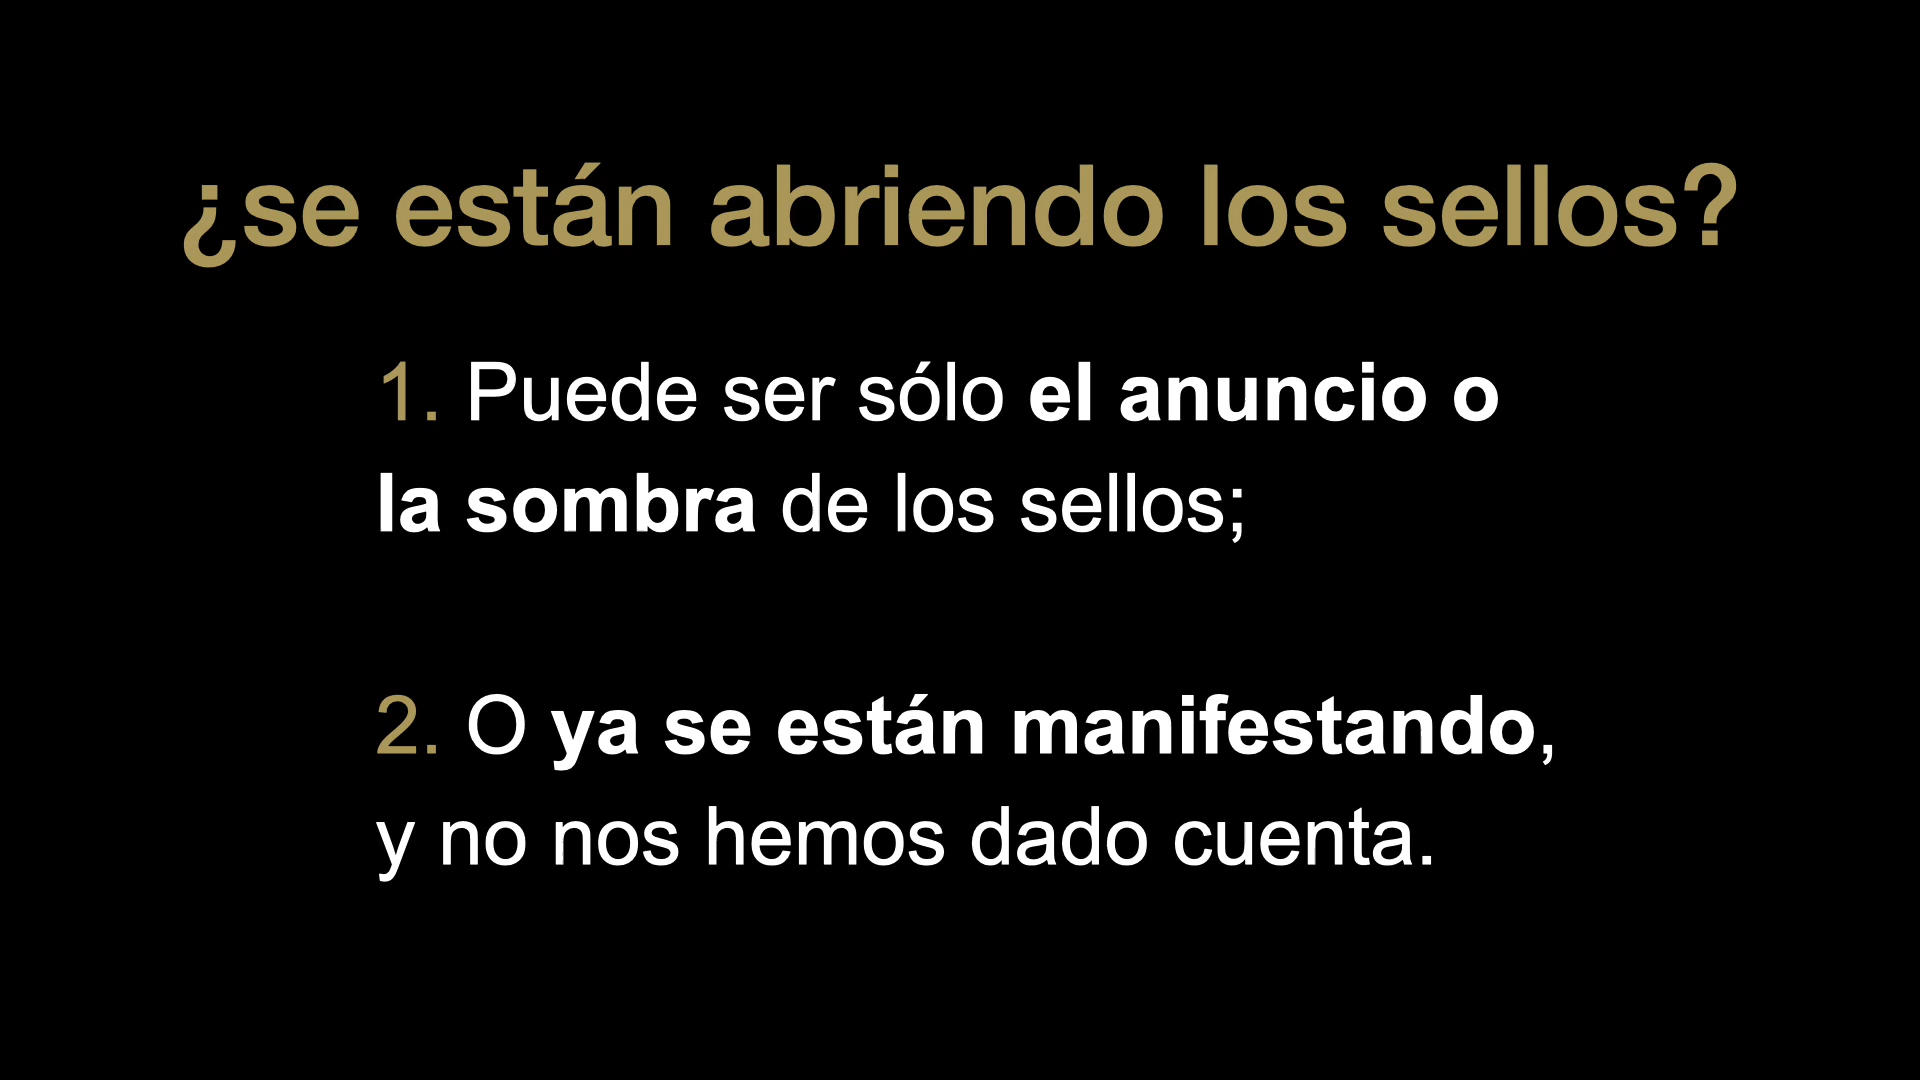 ¿se están abriendo los sellos?
1. Puede ser sólo el anuncio o
la sombra de los sellos;
2. O ya se están manifestando,
y no nos hemos dado cuenta.